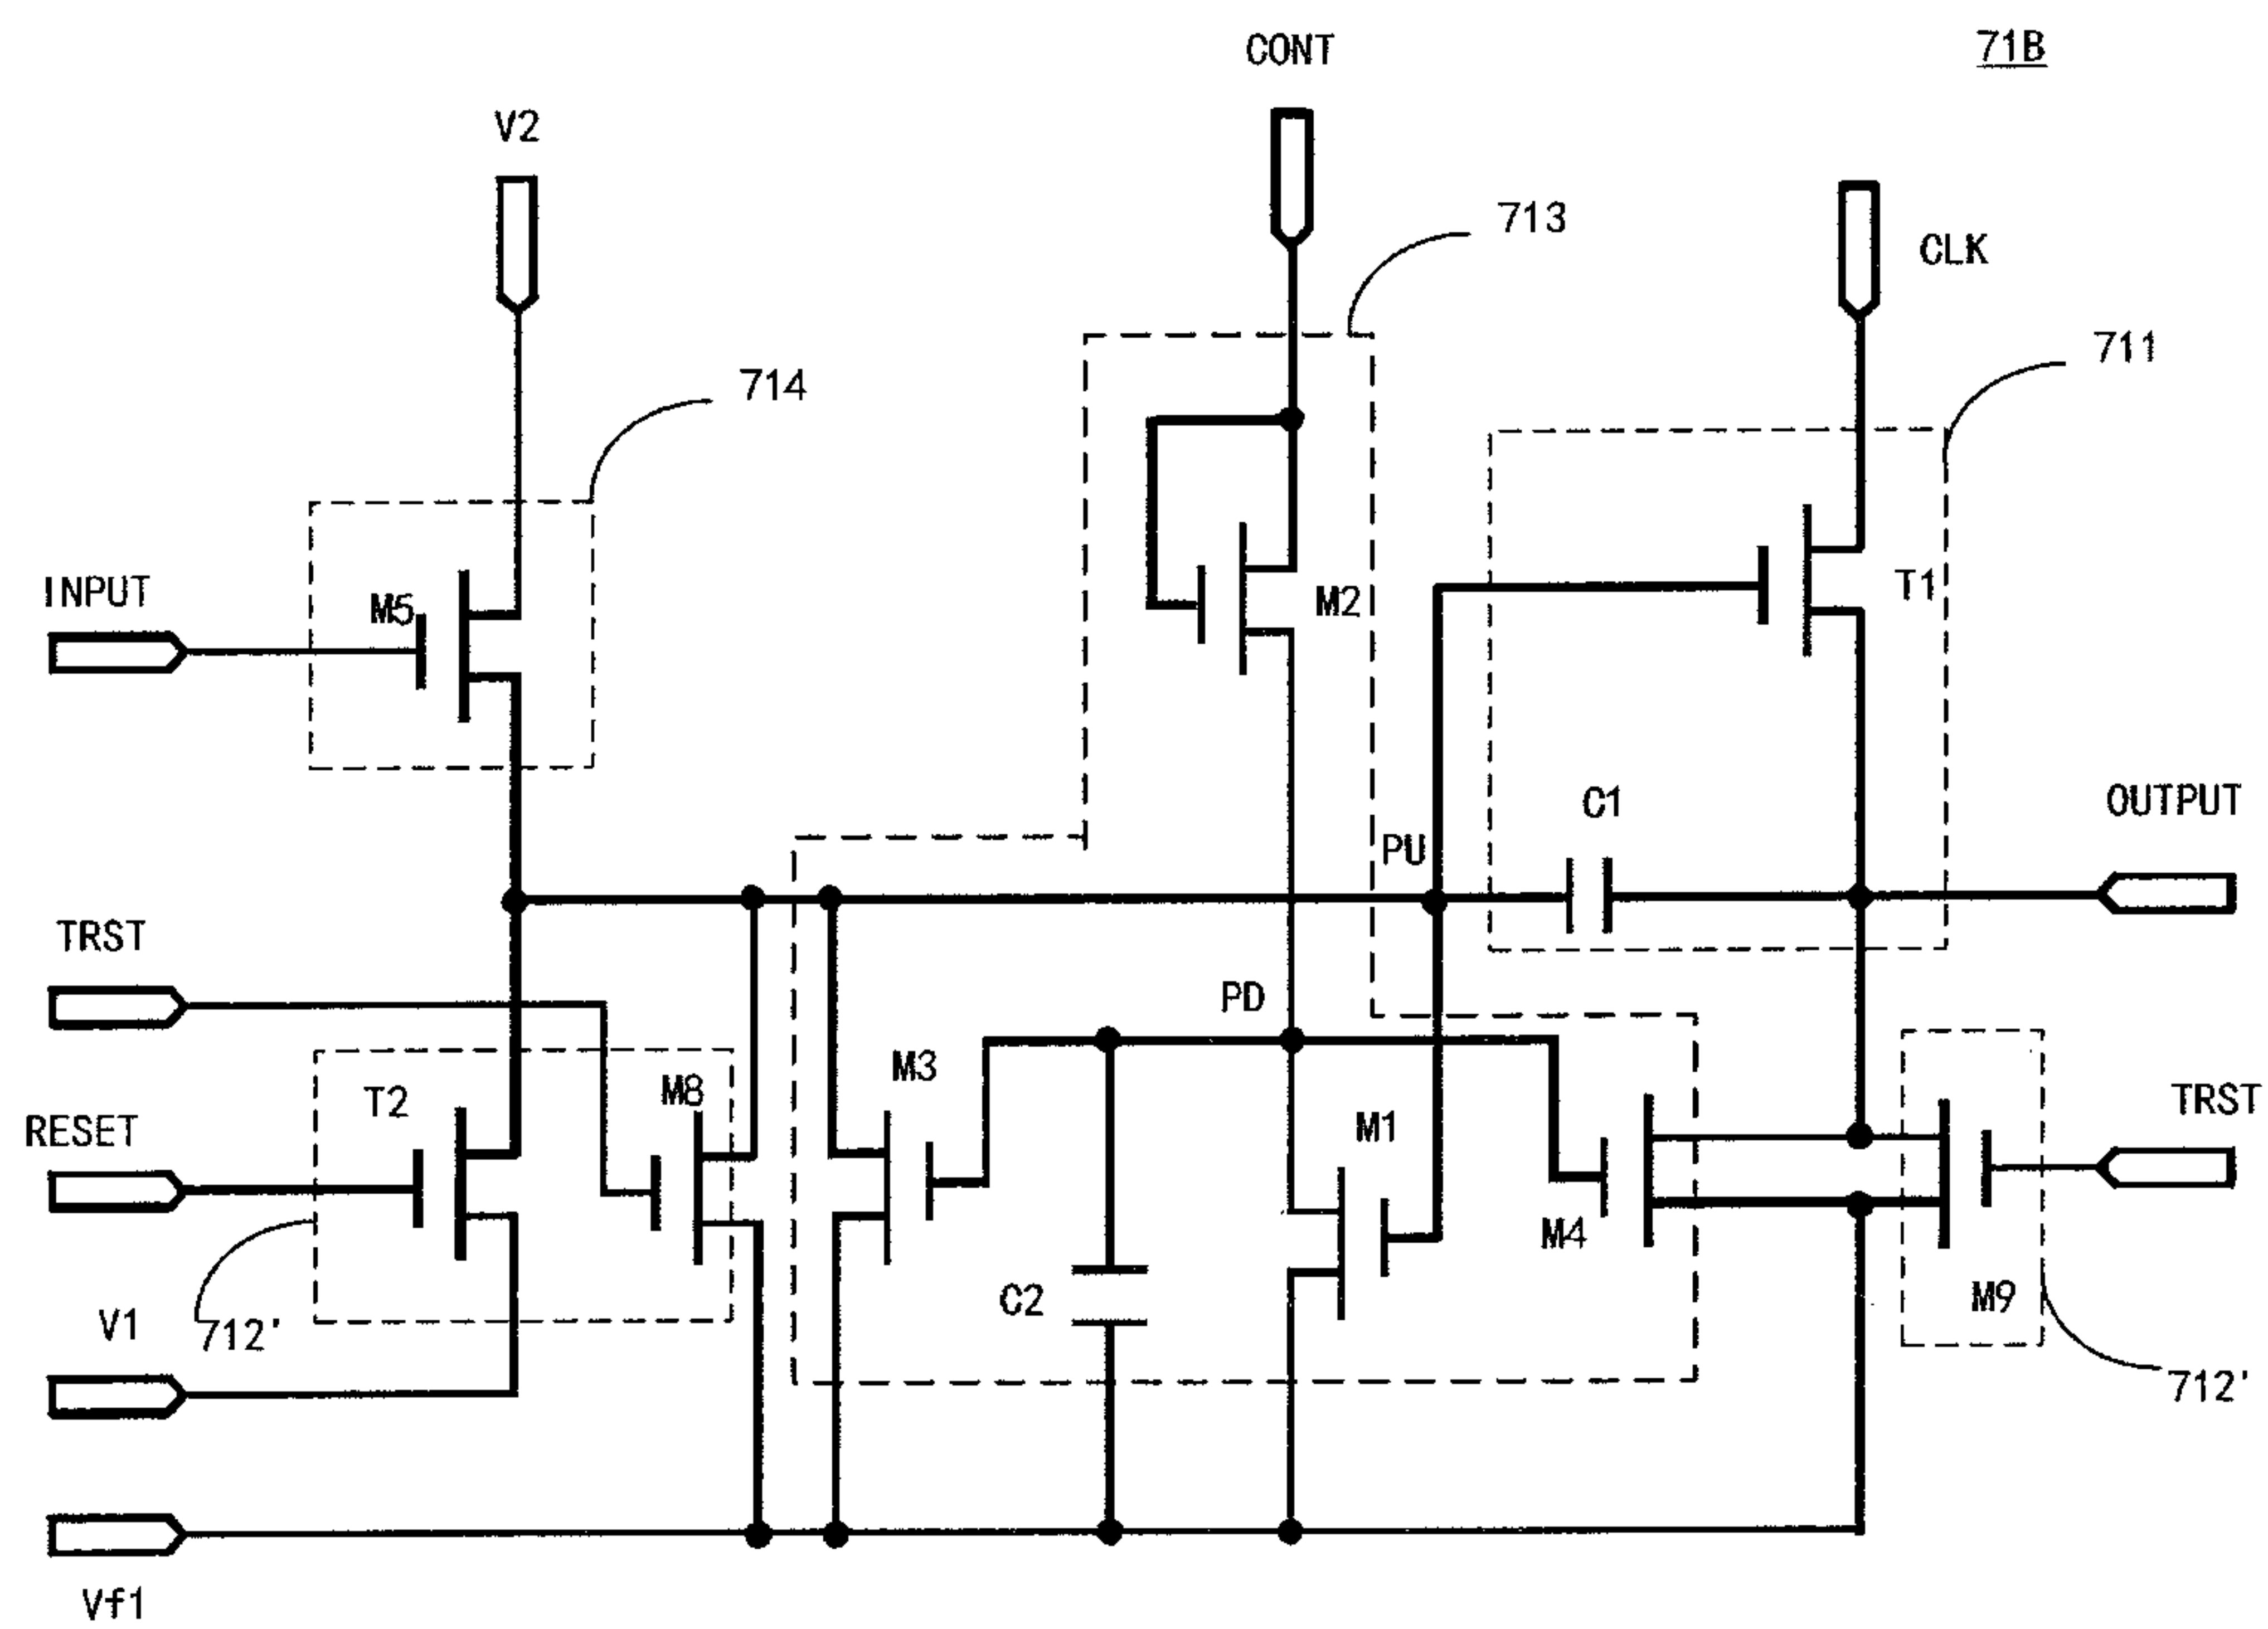 CONT
71B
V2
713
CLK
711
714
INPUT
M5
M2
T1
C1
OUTPUT
PU
TRST
PD
M3
T2
M8
M1
TRST
RESET
M4
C2
M9
V1
712'
712'
Vf1